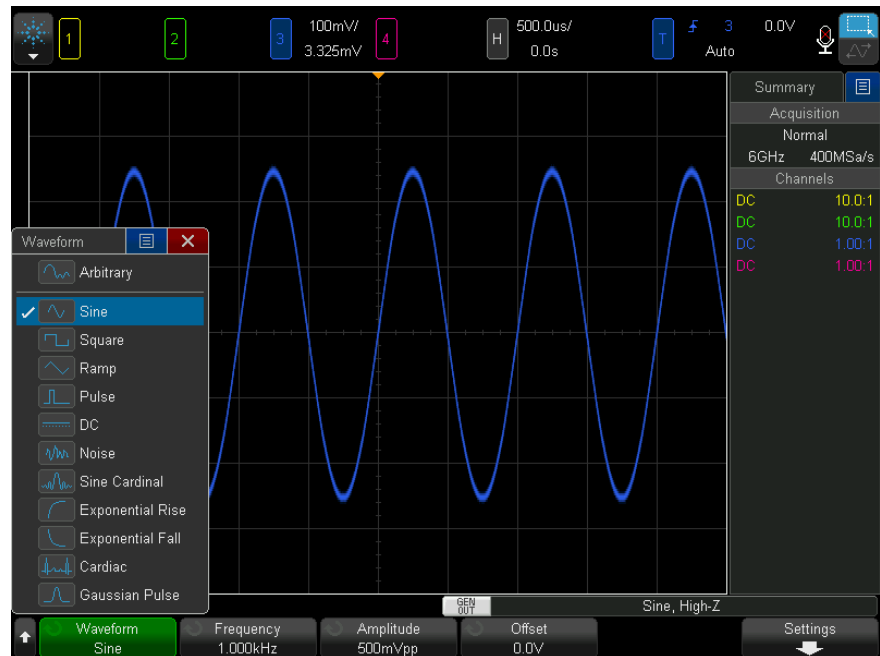 1 2 3 100mV/ 3.325mV 4 H 500.0us/ 0.0s T 3 0.0V Auto
Summary
Acquisition
Normal
6GHz 400MSa/s
Channels
DC 10.0:1
DC 10.0:1
DC 1.00:1
DC 1.00:1
Waveform
Arbitrary
Sine
Square
Ramp
Pulse
DC
Noise
Sine Cardinal
Exponential Rise
Exponential Fall
Cardiac
Gaussian Pulse
GEN
OUT
Sine, High-Z
Waveform
Sine
Frequency
1.000kHz
Amplitude
500mVpp
Offset
0.0V
Settings